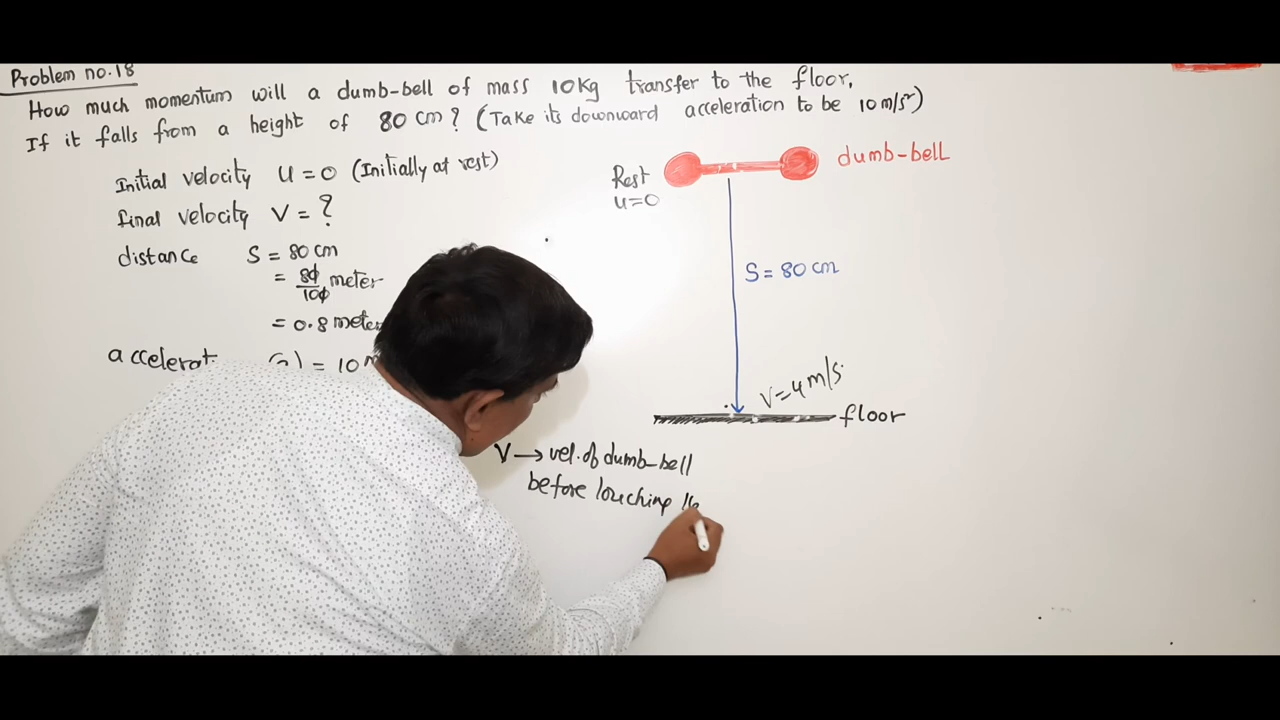 Problem no.18
How much momentum will a dumb-bell of mass 10Kg transfer to the floor,
If it falls from a height of 80 cm? (Take its downward acceleration to be 10 m/s²)
Initial velocity u = 0 (Initially at rest)
final velocity V = ?
distance S = 80 cm
= 80/100 meter
= 0.8 meter
= 10
Rest
u=0
dumb-bell
S = 80 cm
V=4m/s
floor
V → vel. of dumb-bell
before touching